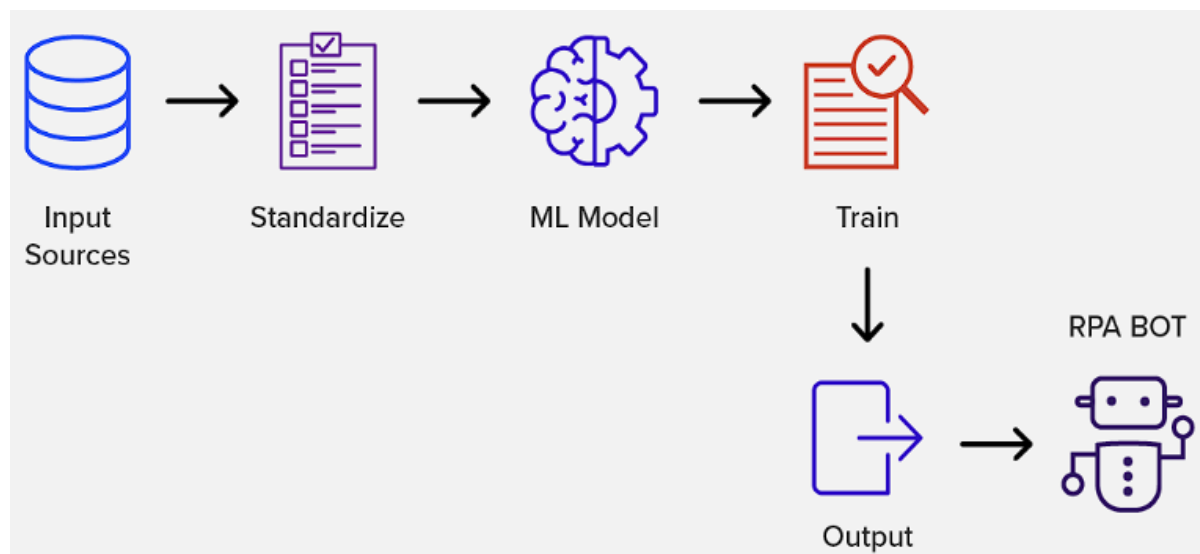 Input
Sources
Standardize
ML Model
Train
RPA BOT
Output